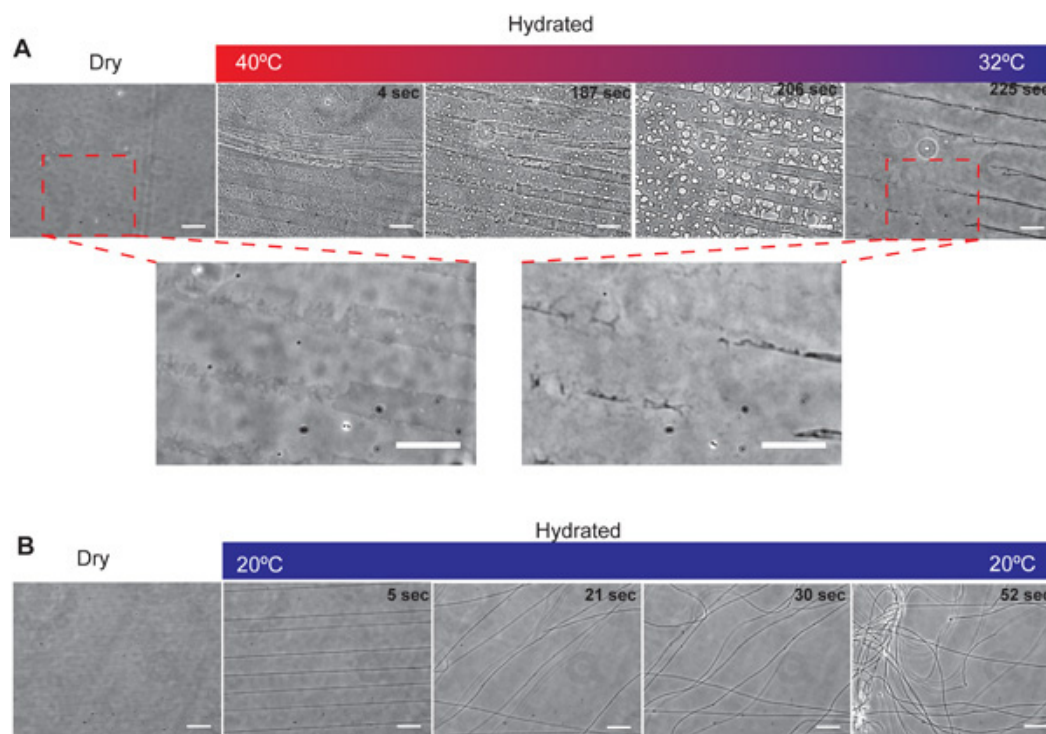 Hydrated
A
Dry
40ºC
32ºC
4 sec
187 sec
206 sec
225 sec
Hydrated
B
Dry
20ºC
20ºC
5 sec
21 sec
30 sec
52 sec